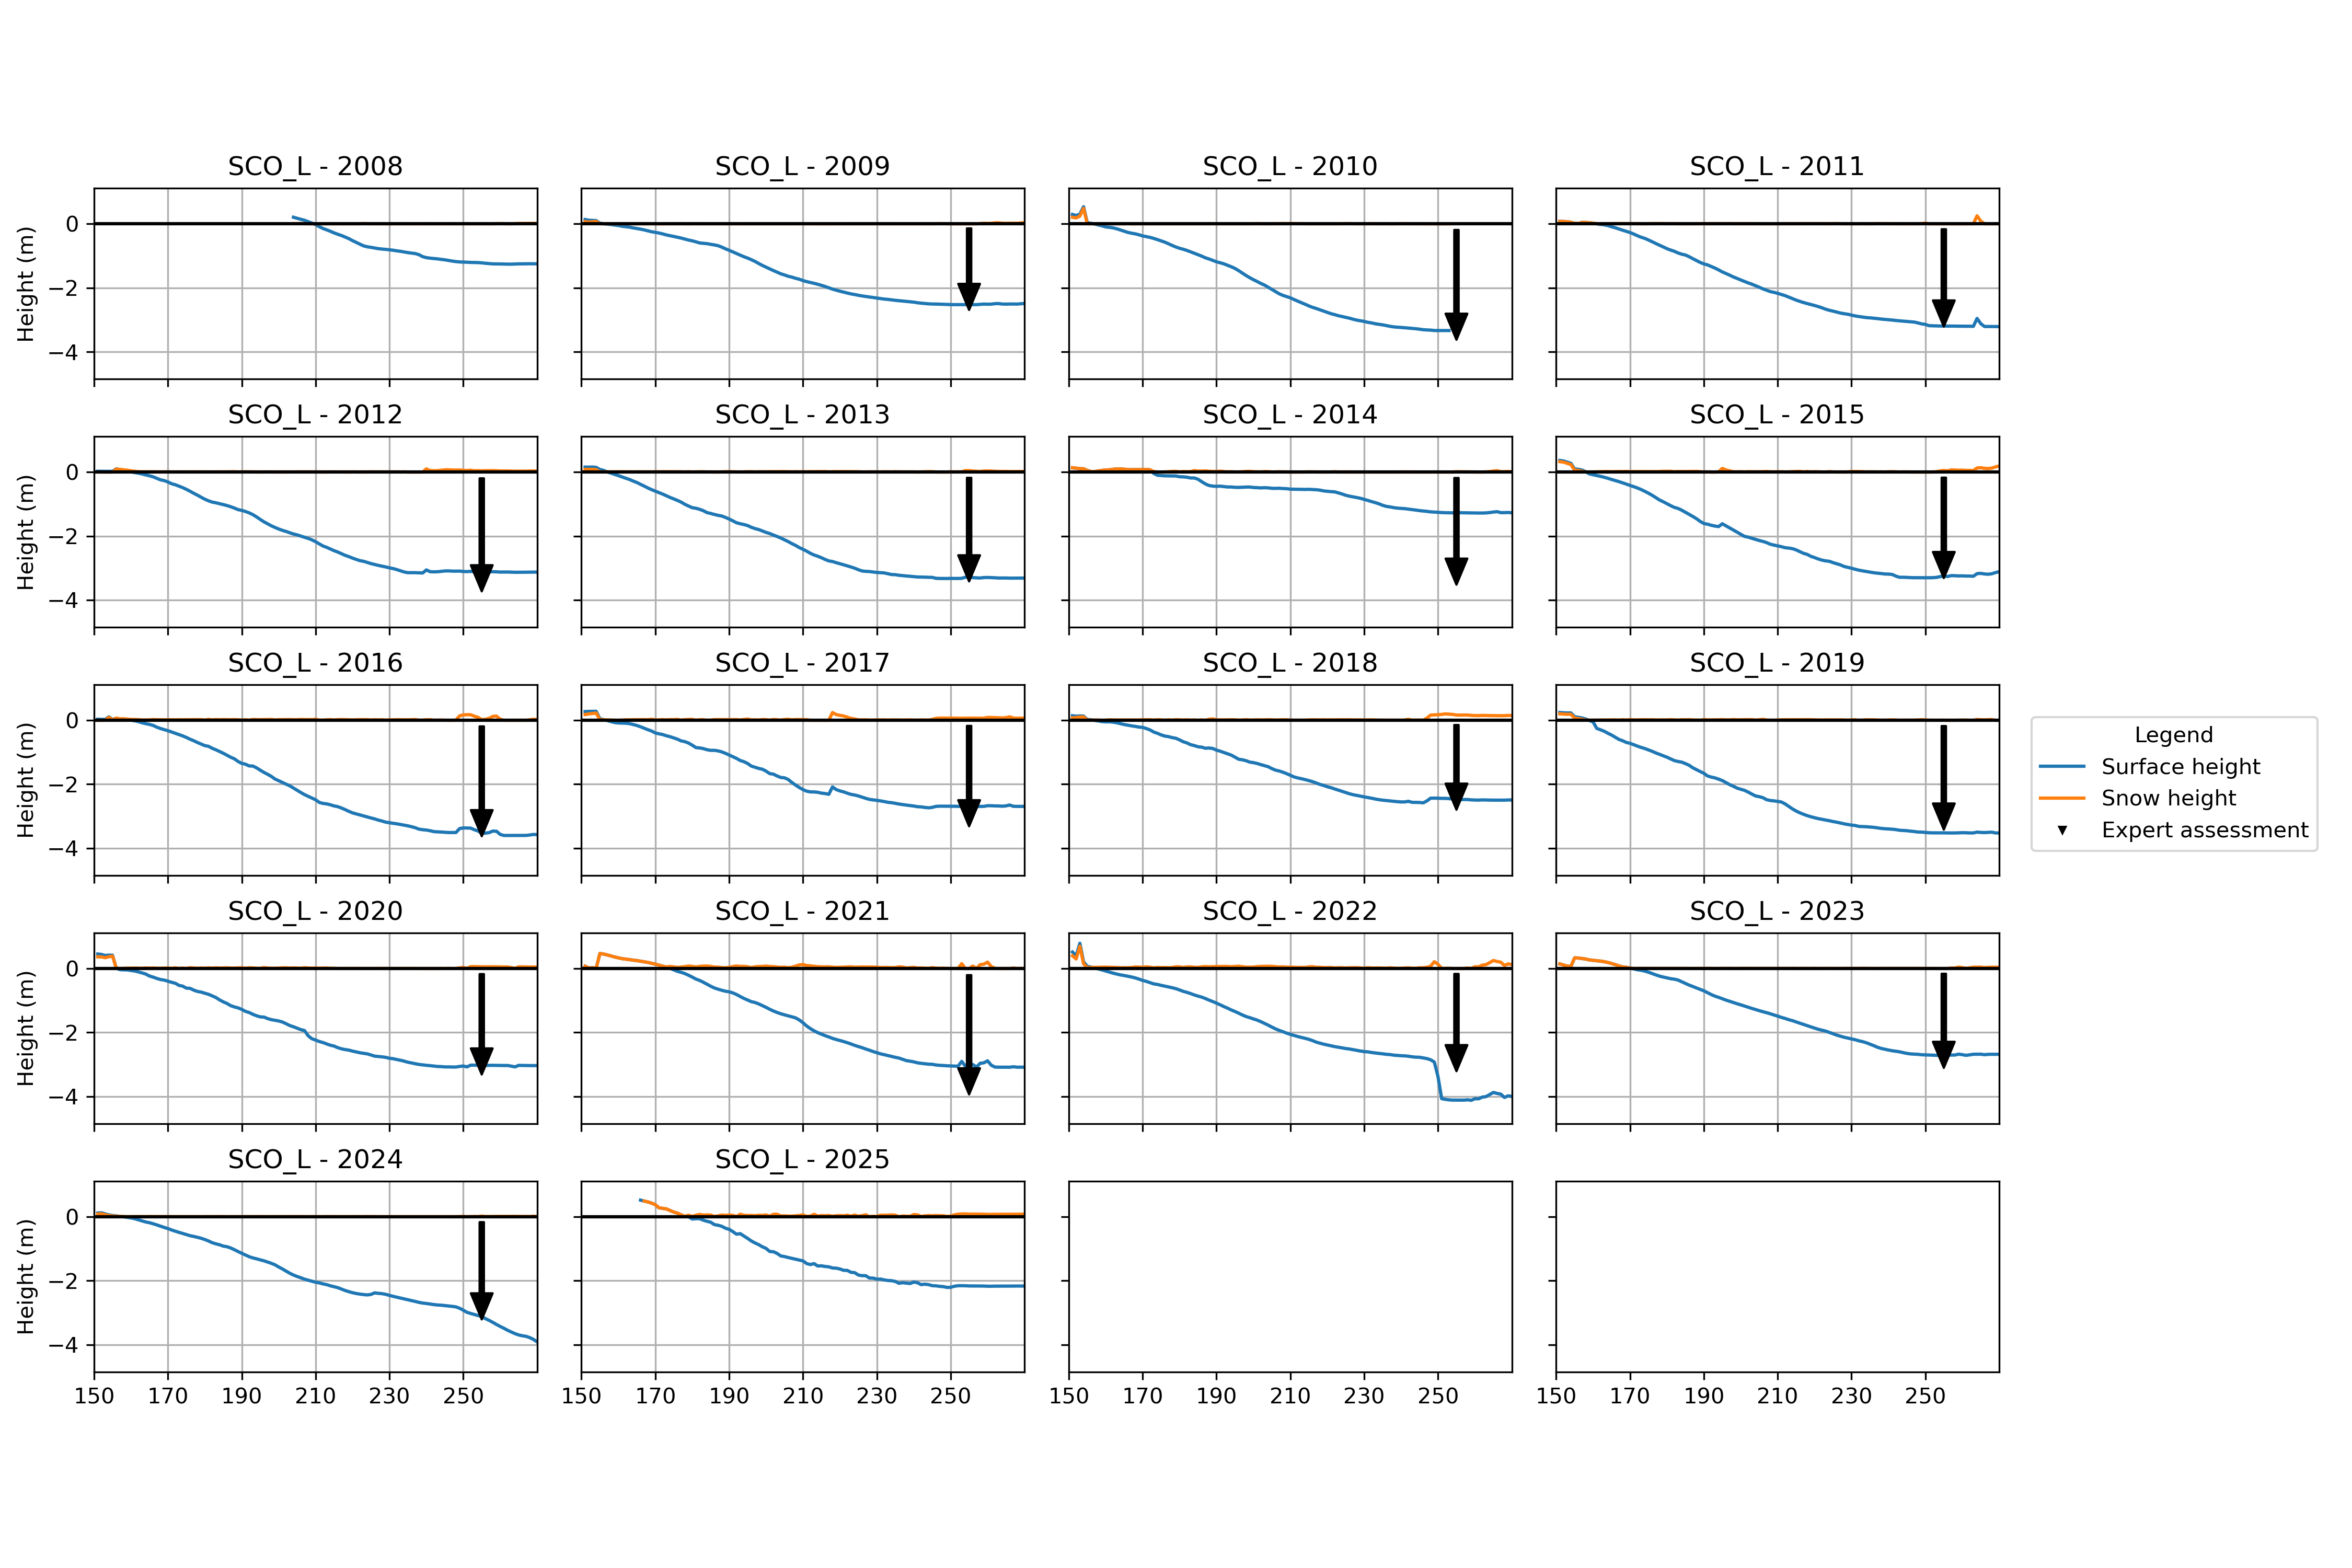 SCO_L - 2008
SCO_L - 2009
SCO_L - 2010
SCO_L - 2011
Height (m)
0
−2
−4
SCO_L - 2012
SCO_L - 2013
SCO_L - 2014
SCO_L - 2015
Height (m)
0
−2
−4
SCO_L - 2016
SCO_L - 2017
SCO_L - 2018
SCO_L - 2019
Height (m)
0
−2
−4
Legend
Surface height
Snow height
Expert assessment
SCO_L - 2020
SCO_L - 2021
SCO_L - 2022
SCO_L - 2023
Height (m)
0
−2
−4
SCO_L - 2024
SCO_L - 2025
Height (m)
0
−2
−4
150 170 190 210 230 250
150 170 190 210 230 250
150 170 190 210 230 250
150 170 190 210 230 250